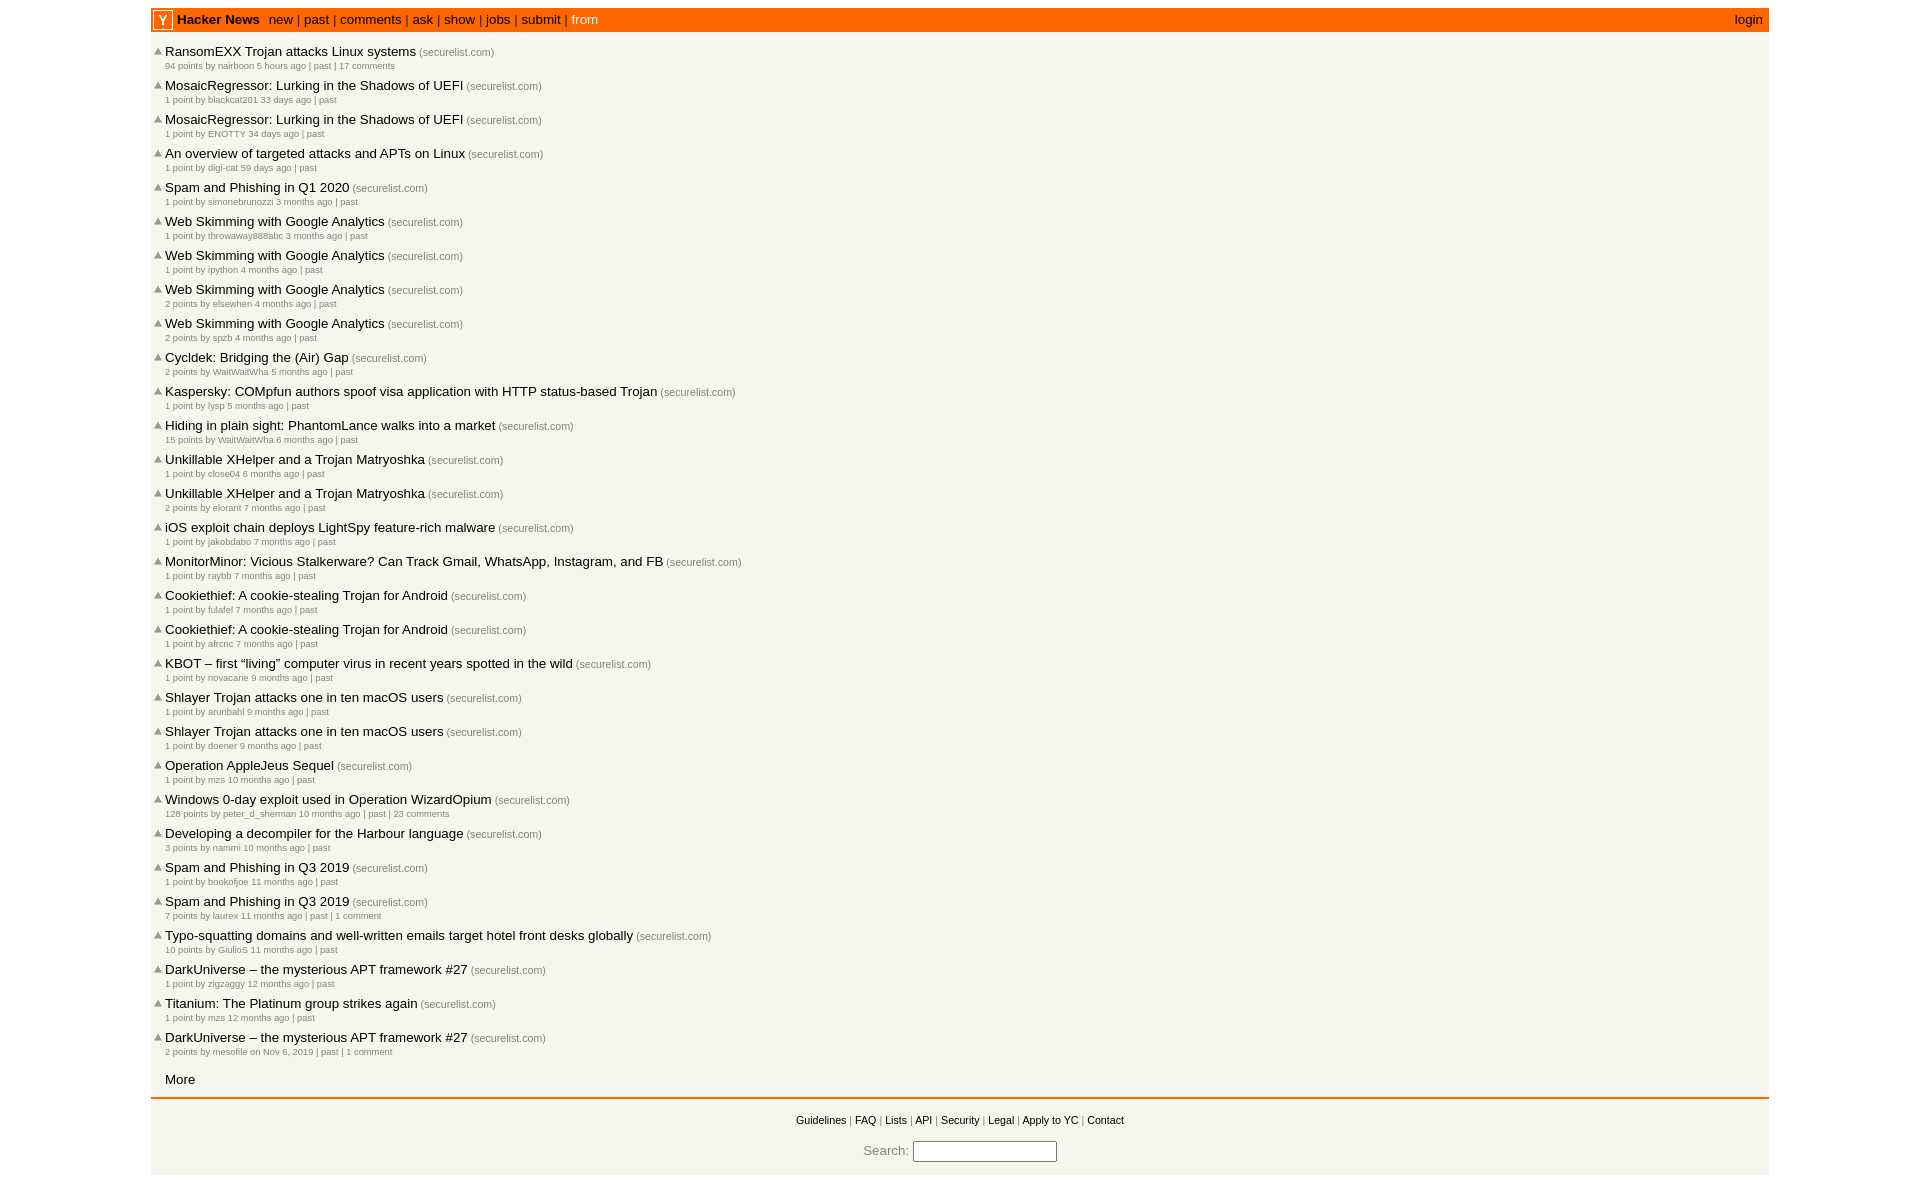 Y Hacker News new | past | comments | ask | show | jobs | submit | from login
RansomEXX Trojan attacks Linux systems (securelist.com)
94 points by nairboon 5 hours ago | past | 17 comments
MosaicRegressor: Lurking in the Shadows of UEFI (securelist.com)
1 point by blackcat201 33 days ago | past
MosaicRegressor: Lurking in the Shadows of UEFI (securelist.com)
1 point by ENOTTY 34 days ago | past
An overview of targeted attacks and APTs on Linux (securelist.com)
1 point by digi-cat 59 days ago | past
Spam and Phishing in Q1 2020 (securelist.com)
1 point by simonebrunozzi 3 months ago | past
Web Skimming with Google Analytics (securelist.com)
1 point by throwaway888abc 3 months ago | past
Web Skimming with Google Analytics (securelist.com)
1 point by ipython 4 months ago | past
Web Skimming with Google Analytics (securelist.com)
2 points by elsewhen 4 months ago | past
Web Skimming with Google Analytics (securelist.com)
2 points by spzb 4 months ago | past
Cycldek: Bridging the (Air) Gap (securelist.com)
2 points by WaitWaitWha 5 months ago | past
Kaspersky: COMpfun authors spoof visa application with HTTP status-based Trojan (securelist.com)
1 point by lysp 5 months ago | past
Hiding in plain sight: PhantomLance walks into a market (securelist.com)
15 points by WaitWaitWha 6 months ago | past
Unkillable XHelper and a Trojan Matryoshka (securelist.com)
1 point by close04 6 months ago | past
Unkillable XHelper and a Trojan Matryoshka (securelist.com)
2 points by elorant 7 months ago | past
iOS exploit chain deploys LightSpy feature-rich malware (securelist.com)
1 point by jakobdabo 7 months ago | past
MonitorMinor: Vicious Stalkerware? Can Track Gmail, WhatsApp, Instagram, and FB (securelist.com)
1 point by raybb 7 months ago | past
Cookiethief: A cookie-stealing Trojan for Android (securelist.com)
1 point by fulafel 7 months ago | past
Cookiethief: A cookie-stealing Trojan for Android (securelist.com)
1 point by afrcnc 7 months ago | past
KBOT – first “living” computer virus in recent years spotted in the wild (securelist.com)
1 point by novacane 9 months ago | past
Shlayer Trojan attacks one in ten macOS users (securelist.com)
1 point by arunbahl 9 months ago | past
Shlayer Trojan attacks one in ten macOS users (securelist.com)
1 point by doener 9 months ago | past
Operation AppleJeus Sequel (securelist.com)
1 point by mzs 10 months ago | past
Windows 0-day exploit used in Operation WizardOpium (securelist.com)
128 points by peter_d_sherman 10 months ago | past | 23 comments
Developing a decompiler for the Harbour language (securelist.com)
3 points by nammi 10 months ago | past
Spam and Phishing in Q3 2019 (securelist.com)
1 point by bookofjoe 11 months ago | past
Spam and Phishing in Q3 2019 (securelist.com)
7 points by laurex 11 months ago | past | 1 comment
Typo-squatting domains and well-written emails target hotel front desks globally (securelist.com)
10 points by GiulioS 11 months ago | past
DarkUniverse – the mysterious APT framework #27 (securelist.com)
1 point by zigzaggy 12 months ago | past
Titanium: The Platinum group strikes again (securelist.com)
1 point by mzs 12 months ago | past
DarkUniverse – the mysterious APT framework #27 (securelist.com)
2 points by mesofile on Nov 6, 2019 | past | 1 comment
More
Guidelines | FAQ | Lists | API | Security | Legal | Apply to YC | Contact
Search: